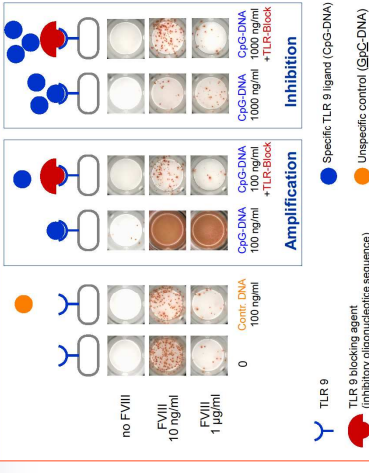 no FVIII
FVIII
10 ng/ml
FVIII
1 µg/ml
0
Contr. DNA
100 ng/ml
CpG-DNA
100 ng/ml
CpG-DNA
100 ng/ml
+TLR-Block
CpG-DNA
1000 ng/ml
CpG-DNA
1000 ng/ml
+TLR-Block
Amplification
Inhibition
TLR 9
TLR 9 blocking agent
(inhibitory oligonucleotice sequence)
Specific TLR 9 ligand (CpG-DNA)
Unspecific control (GpC-DNA)